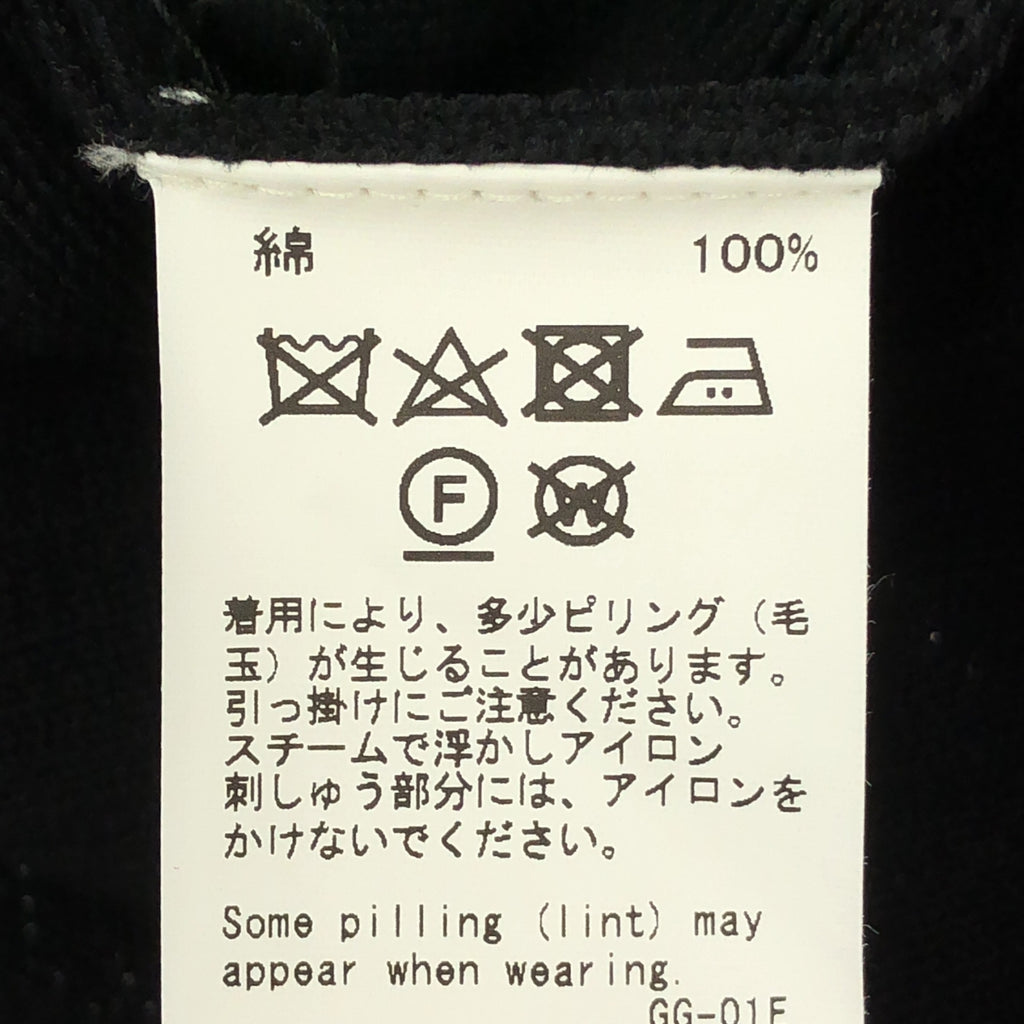 綿 100%
F W
着用により、多少ピリング（毛
玉）が生じることがあります。
引っ掛けにご注意ください。
スチームで浮かしアイロン
刺しゅう部分には、アイロンを
かけないでください。
Some pilling (lint) may
appear when wearing.
GG-01F